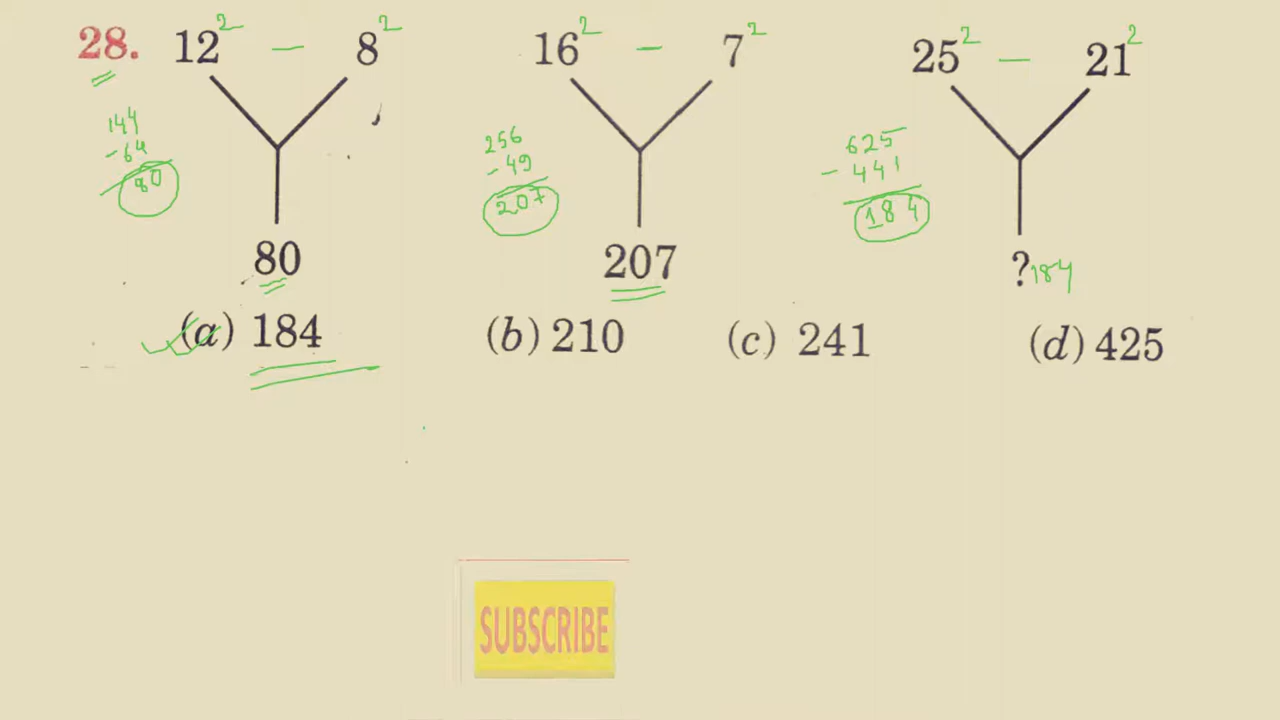 28. 12² − 8² 16² − 7² 25² − 21²
144 256 625
-64 -49 -441
80 207 184
80 207 ? 184
(a) 184 (b) 210 (c) 241 (d) 425
SUBSCRIBE